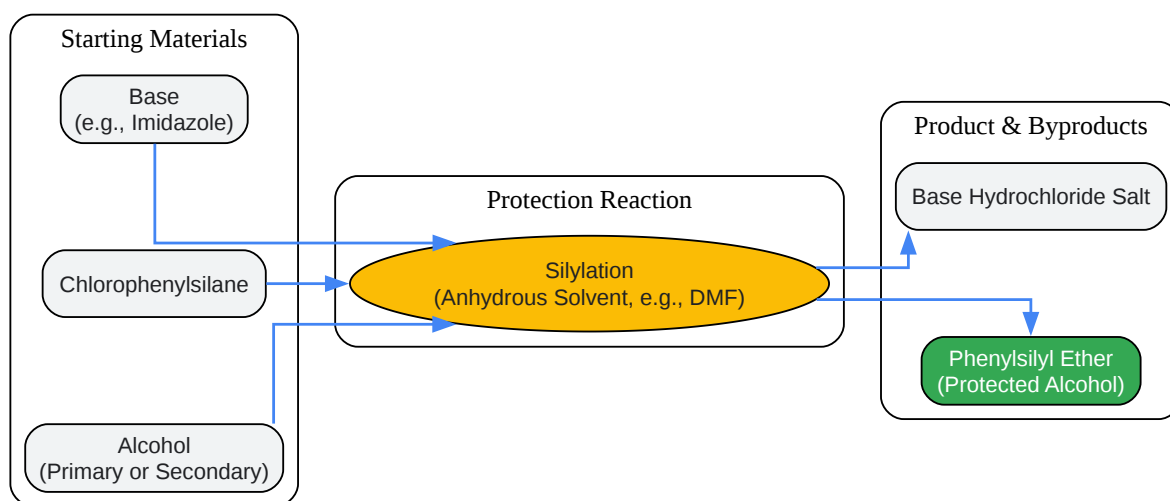 Starting Materials
Base
(e.g., Imidazole)
Chlorophenylsilane
Alcohol
(Primary or Secondary)
Protection Reaction
Silylation
(Anhydrous Solvent, e.g., DMF)
Product & Byproducts
Base Hydrochloride Salt
Phenylsilyl Ether
(Protected Alcohol)